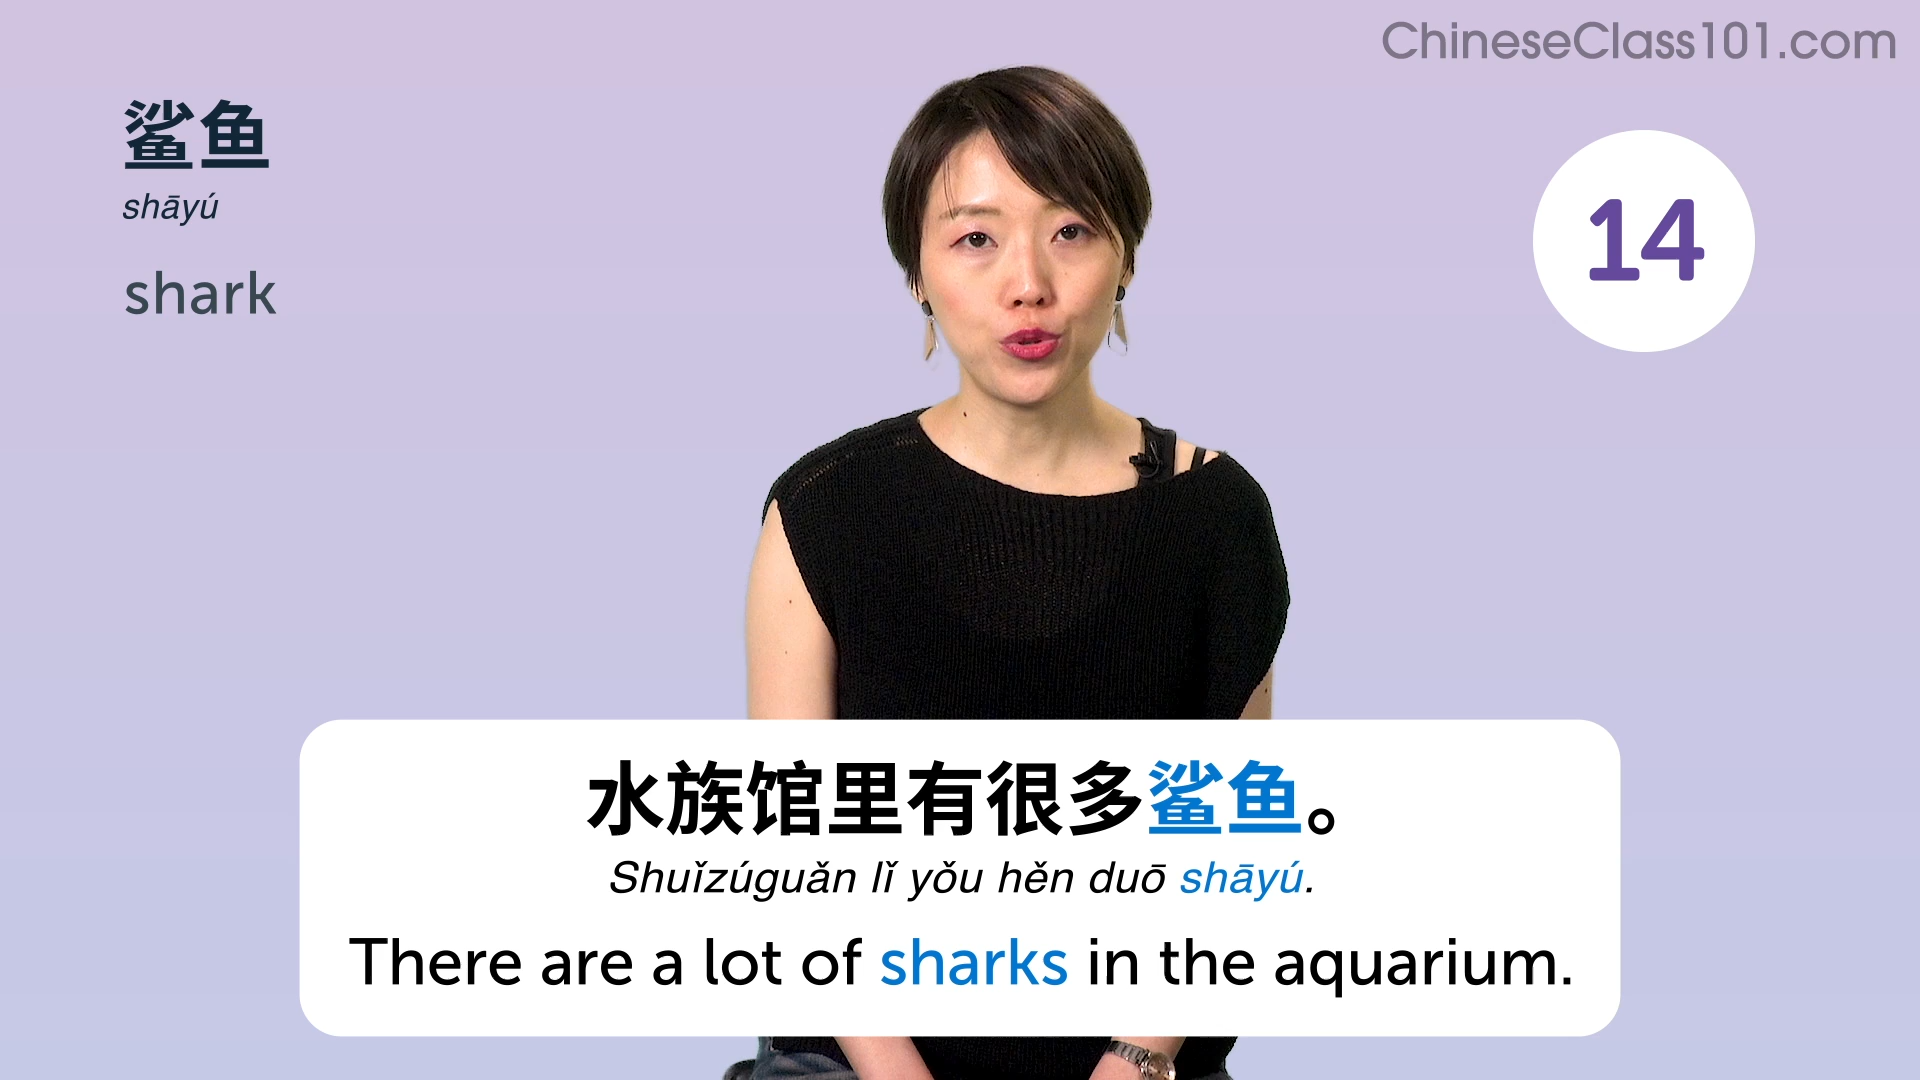 ChineseClass101.com
鲨鱼
shāyú
shark
14
水族馆里有很多鲨鱼。
Shuǐzúguǎn lǐ yǒu hěn duō shāyú.
There are a lot of sharks in the aquarium.